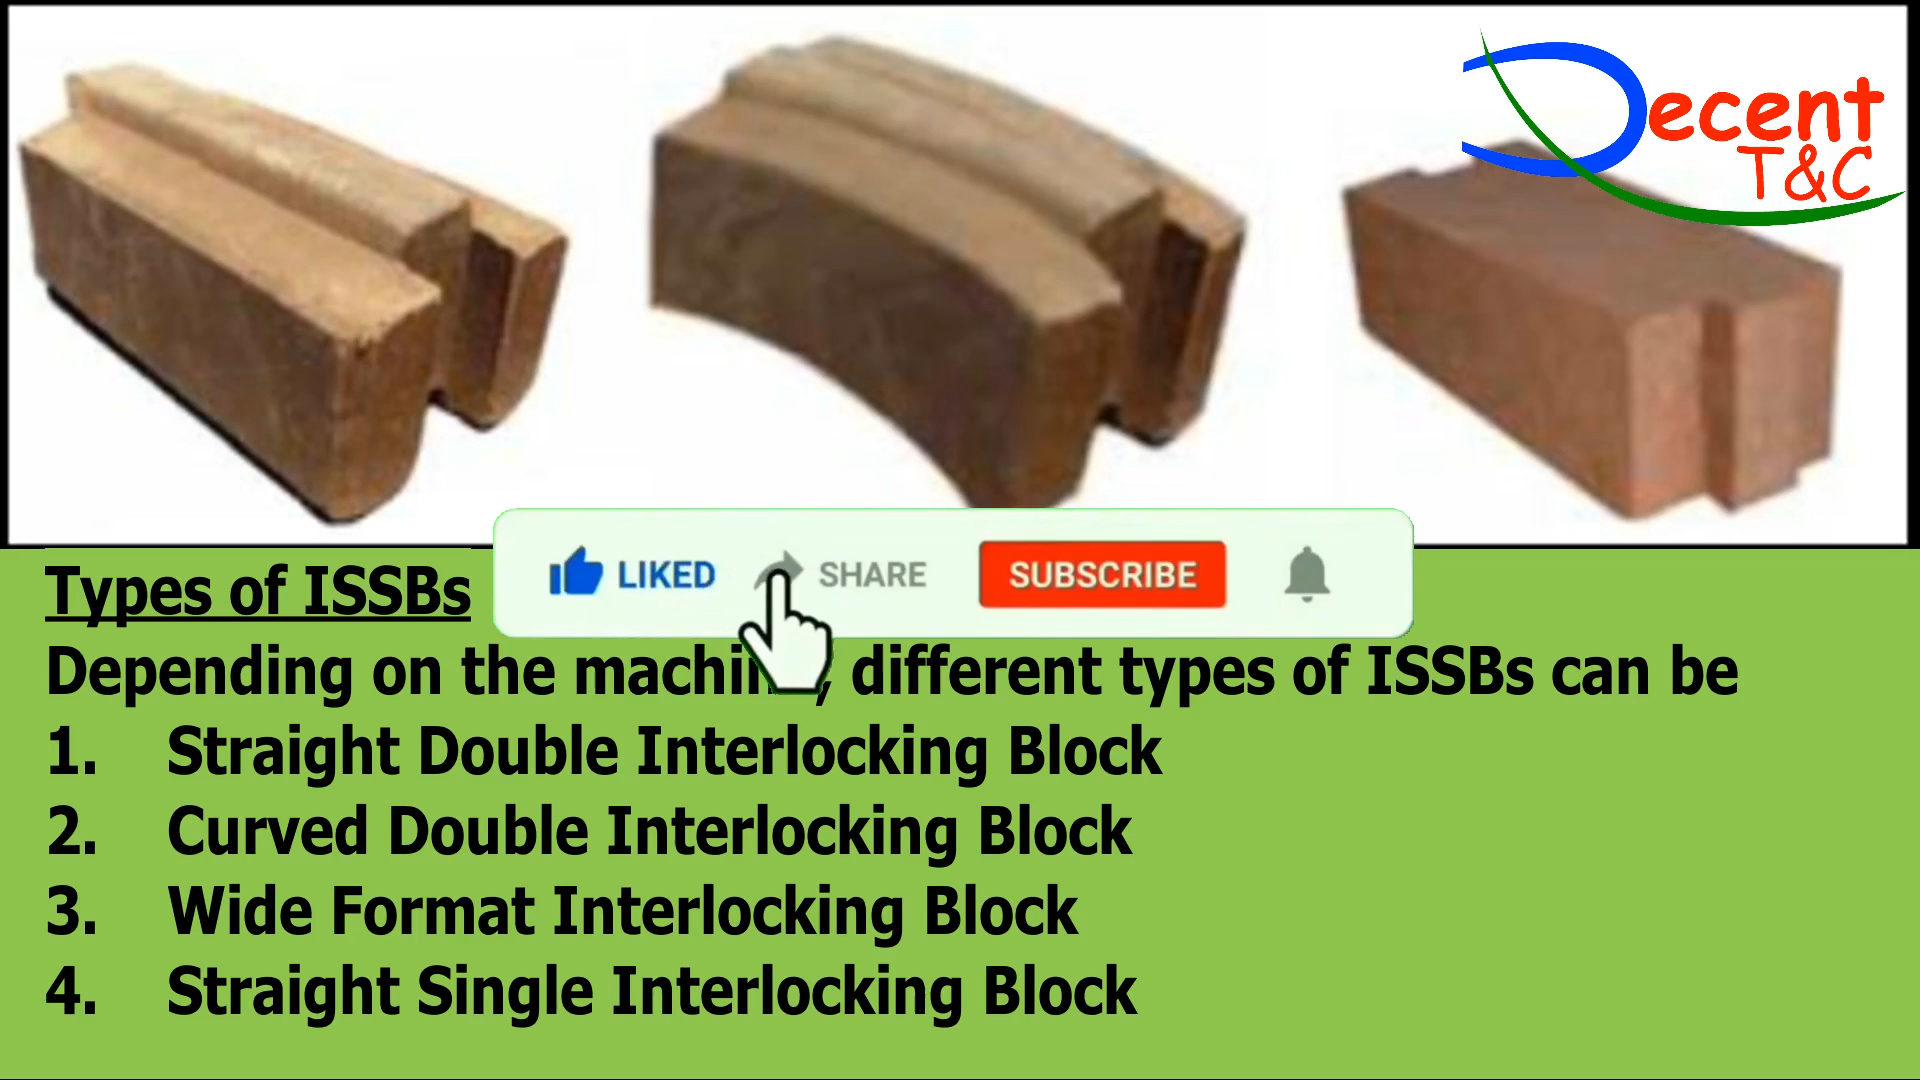 Decent
T&C
LIKED SHARE SUBSCRIBE
Types of ISSBs
Depending on the different types of ISSBs can be
1. Straight Double Interlocking Block
2. Curved Double Interlocking Block
3. Wide Format Interlocking Block
4. Straight Single Interlocking Block